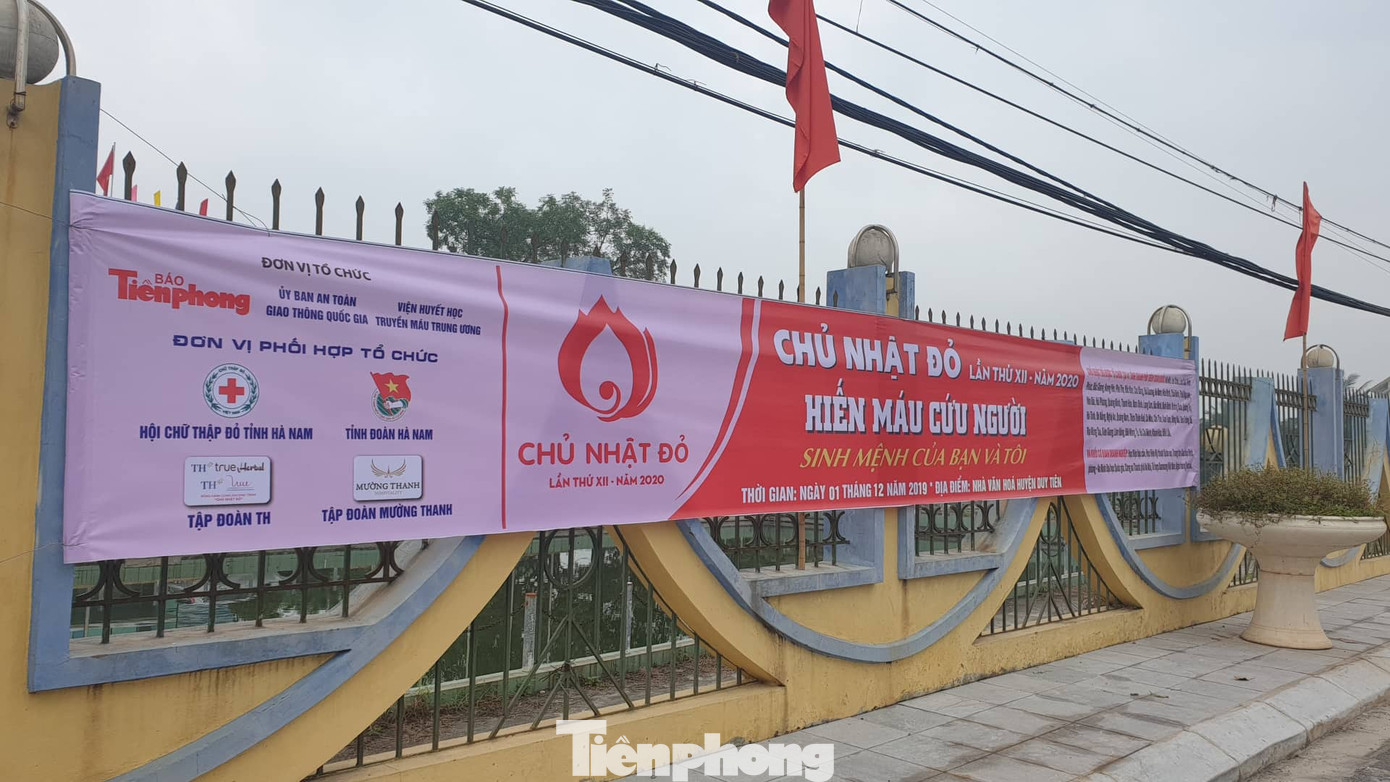 ĐƠN VỊ TỔ CHỨC
BÁO
Tiênphong
ỦY BAN AN TOÀN
GIAO THÔNG QUỐC GIA
VIỆN HUYẾT HỌC
TRUYỀN MÁU TRUNG ƯƠNG
ĐƠN VỊ PHỐI HỢP TỔ CHỨC
HỘI CHỮ THẬP ĐỎ TỈNH HÀ NAM
TỈNH ĐOÀN HÀ NAM
TH true Herbal
TH
TẬP ĐOÀN TH
MƯỜNG THANH
HOSPITALITY
TẬP ĐOÀN MƯỜNG THANH
CHỦ NHẬT ĐỎ
LẦN THỨ XII - NĂM 2020
CHỦ NHẬT ĐỎ LẦN THỨ XII - NĂM 2020
HIẾN MÁU CỨU NGƯỜI
SINH MỆNH CỦA BẠN VÀ TÔI
THỜI GIAN: NGÀY 01 THÁNG 12 NĂM 2019 * ĐỊA ĐIỂM: NHÀ VĂN HOÁ HUYỆN DUY TIÊN
Tiênphong